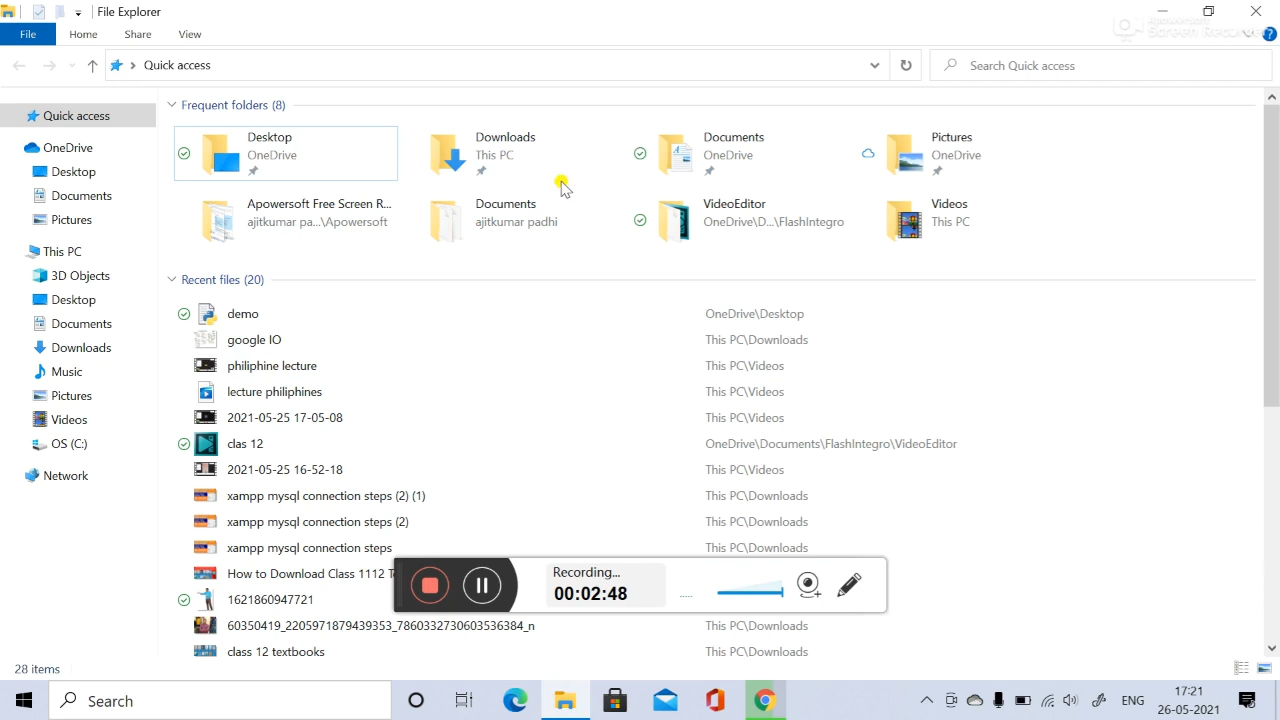 File Explorer
Apowersoft
Screen Recorder
File Home Share View
Quick access
Search Quick access
Quick access
OneDrive
Desktop
Documents
Pictures
This PC
3D Objects
Desktop
Documents
Downloads
Music
Pictures
Videos
OS (C:)
Network
Frequent folders (8)
Desktop
OneDrive
Downloads
This PC
Documents
OneDrive
Pictures
OneDrive
Apowersoft Free Screen R...
ajitkumar pa...\Apowersoft
Documents
ajitkumar padhi
VideoEditor
OneDrive\D...\FlashIntegro
Videos
This PC
Recent files (20)
demo OneDrive\Desktop
google IO This PC\Downloads
philiphine lecture This PC\Videos
lecture philiphines This PC\Videos
2021-05-25 17-05-08 This PC\Videos
clas 12 OneDrive\Documents\FlashIntegro\VideoEditor
2021-05-25 16-52-18 This PC\Videos
xampp mysql connection steps (2) (1) This PC\Downloads
xampp mysql connection steps (2) This PC\Downloads
xampp mysql connection steps This PC\Downloads
How to Download Class 1112
1621860947721
60350419_2205971879439353_7860332730603536384_n This PC\Downloads
class 12 textbooks This PC\Downloads
Recording...
00:02:48
28 items
Search
ENG
17:21
26-05-2021